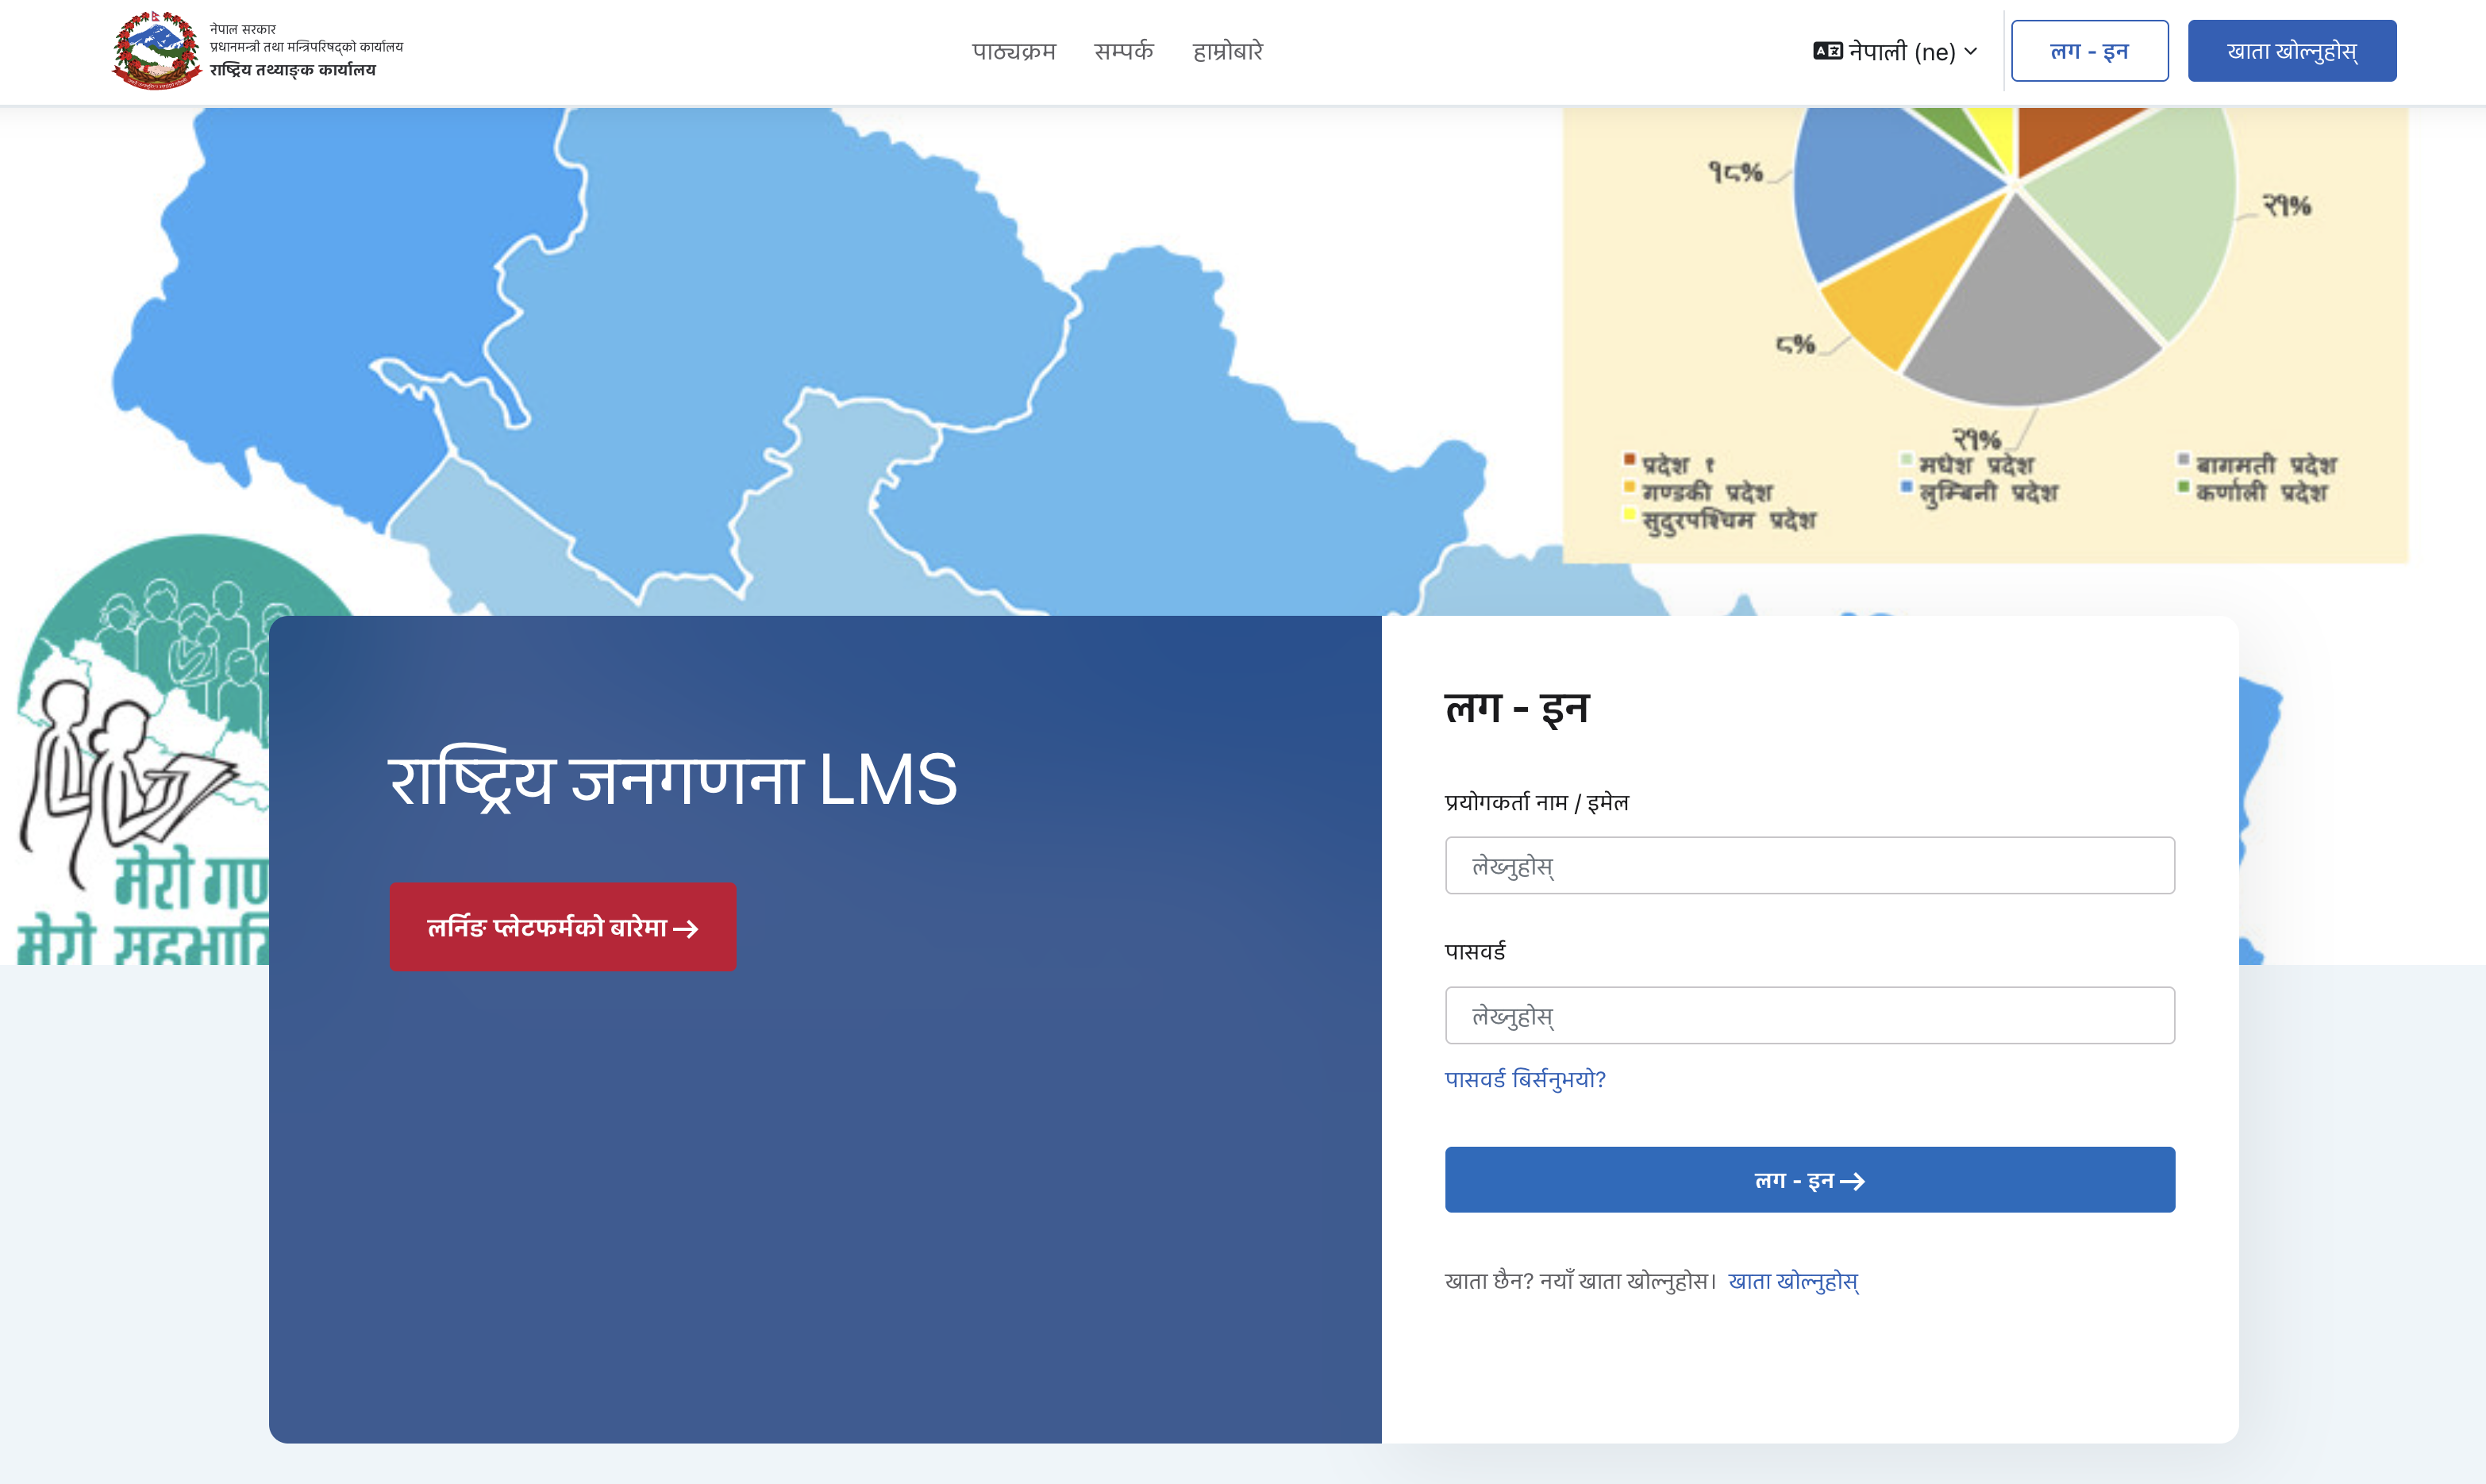 नेपाल सरकार
प्रधानमन्त्री तथा मन्त्रिपरिषद्को कार्यालय
राष्ट्रिय तथ्याङ्क कार्यालय
पाठ्यक्रम सम्पर्क हाम्रोबारे
नेपाली (ne)
लग - इन
खाता खोल्नुहोस्
१८%
२१%
८%
२१%
प्रदेश १ मधेश प्रदेश बागमती प्रदेश
गण्डकी प्रदेश लुम्बिनी प्रदेश कर्णाली प्रदेश
सुदुरपश्चिम प्रदेश
मेरो
मेरो
राष्ट्रिय जनगणना LMS
लर्निङ प्लेटफर्मको बारेमा
लग - इन
प्रयोगकर्ता नाम / इमेल
लेख्नुहोस्
पासवर्ड
लेख्नुहोस्
पासवर्ड बिर्सनुभयो?
लग - इन
खाता छैन? नयाँ खाता खोल्नुहोस। खाता खोल्नुहोस्